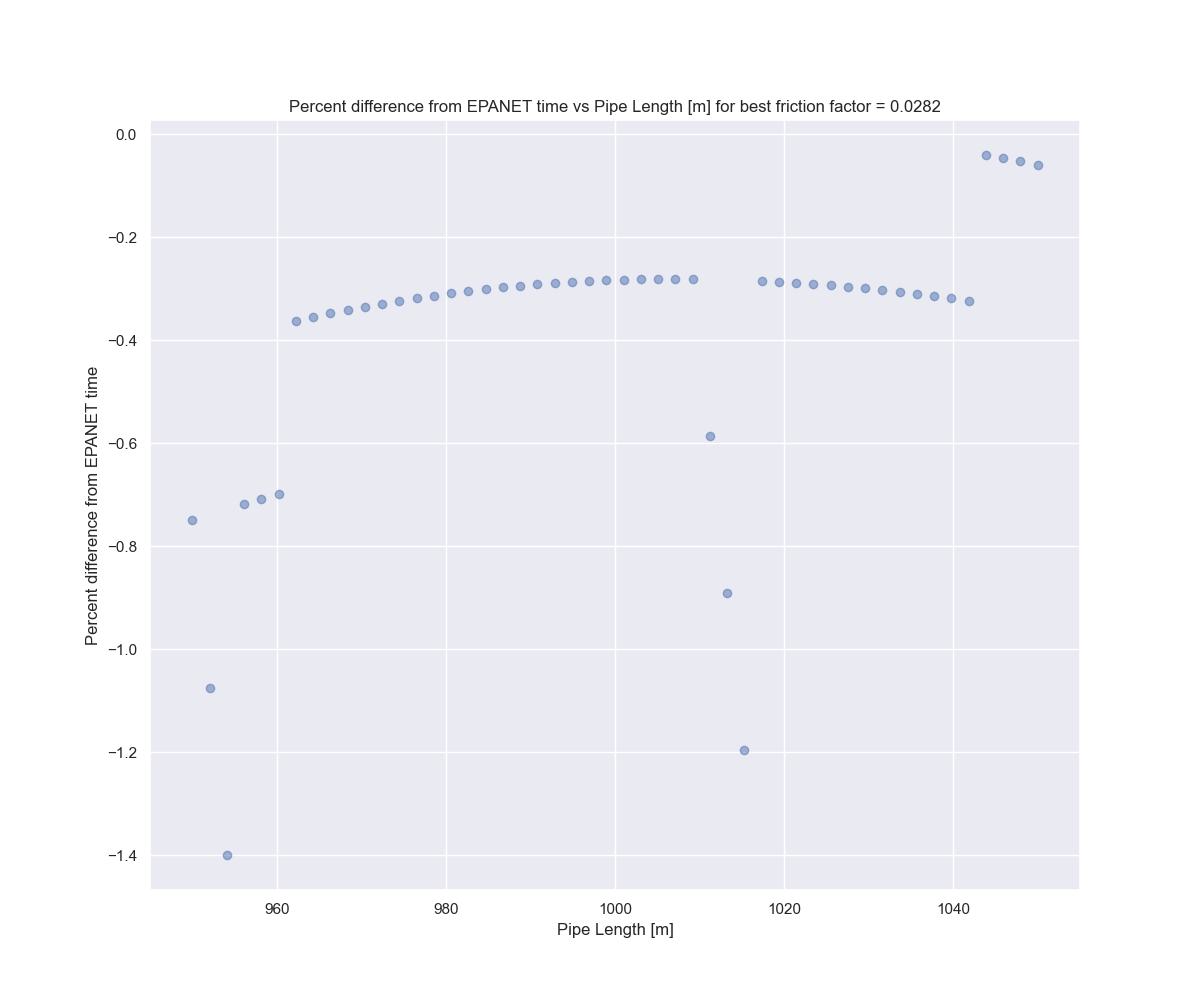 Percent difference from EPANET time vs Pipe Length [m] for best friction factor = 0.0282
0.0
−0.2
−0.4
−0.6
−0.8
−1.0
−1.2
−1.4
Percent difference from EPANET time
960 980 1000 1020 1040
Pipe Length [m]